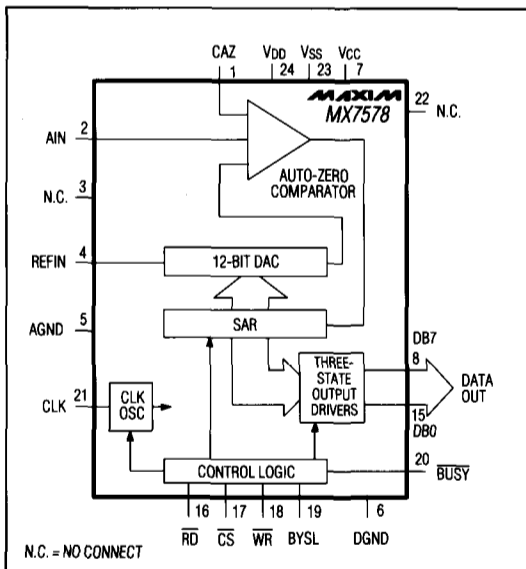 CAZ VDD VSS VCC
1 24 23 7
MAXIM
MX7578
22
N.C.
AIN 2
AUTO-ZERO
COMPARATOR
N.C. 3
REFIN 4
12-BIT DAC
AGND 5
SAR
DB7
8
THREE-
STATE
OUTPUT
DRIVERS
DATA
OUT
15
DB0
CLK 21
CLK
OSC
20
BUSY
CONTROL LOGIC
16 17 18 19 6
RD CS WR BYSL DGND
N.C. = NO CONNECT